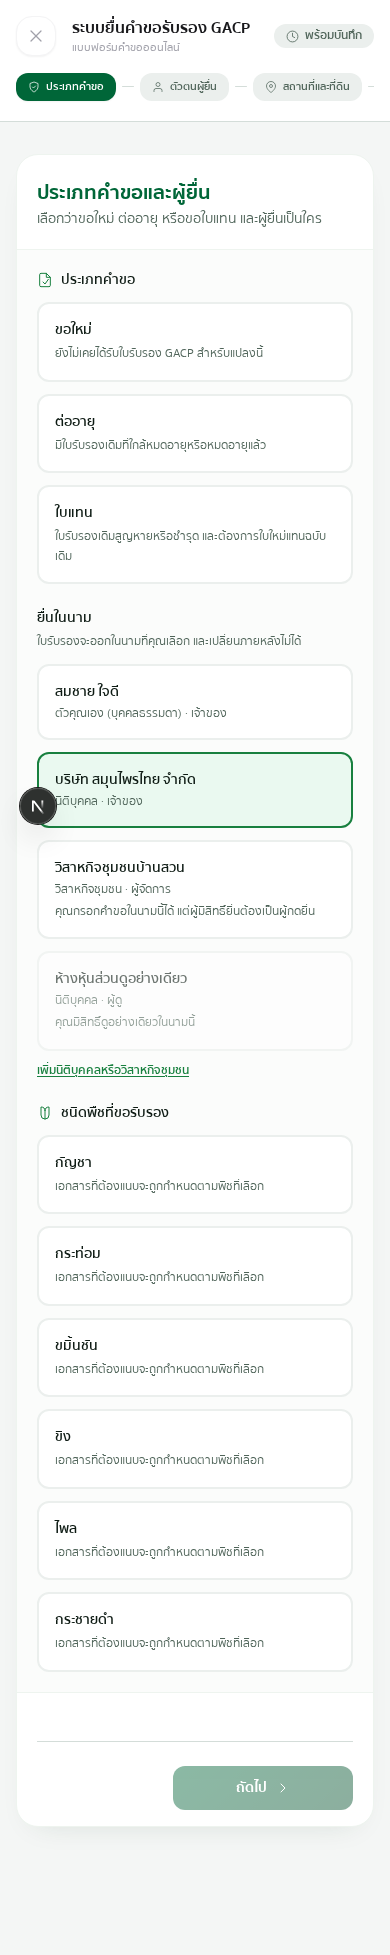 ระบบยื่นคำขอรับรอง GACP
แบบฟอร์มคำขอออนไลน์
พร้อมบันทึก
ประเภทคำขอ
ตัวตนผู้ยื่น
สถานที่และที่ดิน
ประเภทคำขอและผู้ยื่น
เลือกว่าขอใหม่ ต่ออายุ หรือขอใบแทน และผู้ยื่นเป็นใคร
ประเภทคำขอ
ขอใหม่
ยังไม่เคยได้รับใบรับรอง GACP สำหรับแปลงนี้
ต่ออายุ
มีใบรับรองเดิมที่ใกล้หมดอายุหรือหมดอายุแล้ว
ใบแทน
ใบรับรองเดิมสูญหายหรือชำรุด และต้องการใบใหม่แทนฉบับ
เดิม
ยื่นในนาม
ใบรับรองจะออกในนามที่คุณเลือก และเปลี่ยนภายหลังไม่ได้
สมชาย ใจดี
ตัวคุณเอง (บุคคลธรรมดา) · เจ้าของ
บริษัท สมุนไพรไทย จำกัด
นิติบุคคล · เจ้าของ
วิสาหกิจชุมชนบ้านสวน
วิสาหกิจชุมชน · ผู้จัดการ
คุณกรอกคำขอในนามนี้ได้ แต่ผู้มีสิทธิยื่นต้องเป็นผู้กดยื่น
ห้างหุ้นส่วนดูอย่างเดียว
นิติบุคคล · ผู้ดู
คุณมีสิทธิดูอย่างเดียวในนามนี้
เพิ่มนิติบุคคลหรือวิสาหกิจชุมชน
ชนิดพืชที่ขอรับรอง
กัญชา
เอกสารที่ต้องแนบจะถูกกำหนดตามพืชที่เลือก
กระท่อม
เอกสารที่ต้องแนบจะถูกกำหนดตามพืชที่เลือก
ขมิ้นชัน
เอกสารที่ต้องแนบจะถูกกำหนดตามพืชที่เลือก
ขิง
เอกสารที่ต้องแนบจะถูกกำหนดตามพืชที่เลือก
ไพล
เอกสารที่ต้องแนบจะถูกกำหนดตามพืชที่เลือก
กระชายดำ
เอกสารที่ต้องแนบจะถูกกำหนดตามพืชที่เลือก
ถัดไป